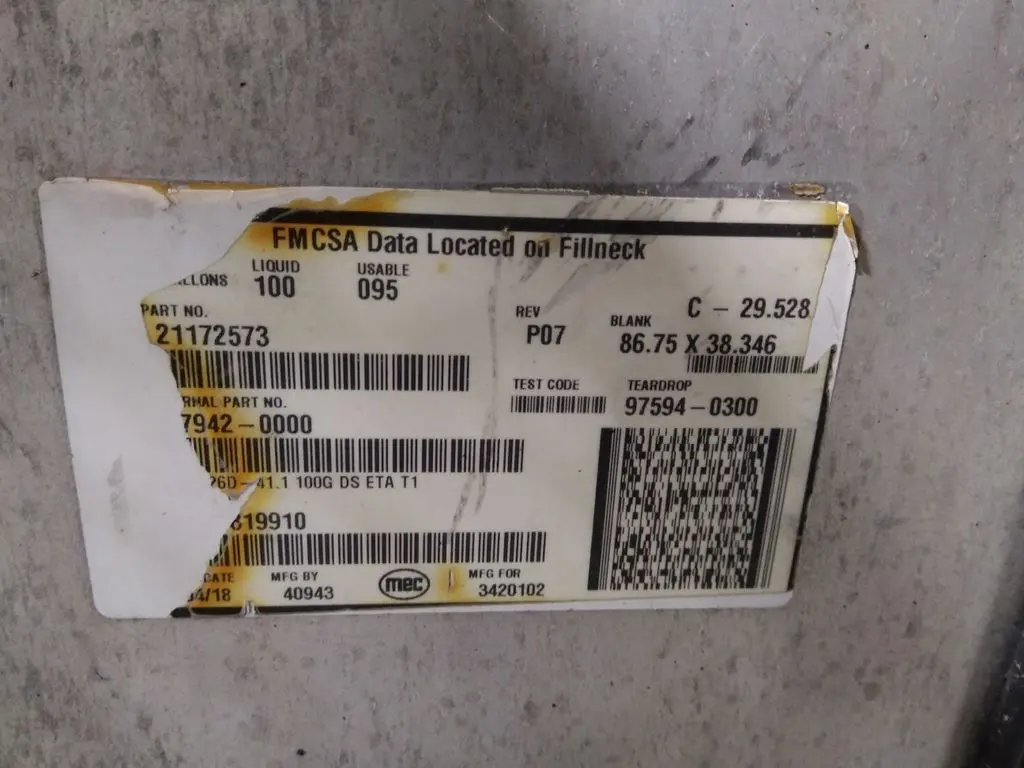 FMCSA Data Located on Fillneck
LLONS LIQUID USABLE
100 095
C - 29.528
PART NO. REV BLANK
21172573 P07 86.75 X 38.346
TEST CODE TEARDROP
97594-0300
RNAL PART NO.
7942-0000
26D-41.1 100G DS ETA T1
819910
DATE MFG BY mec MFG FOR
4/18 40943 3420102